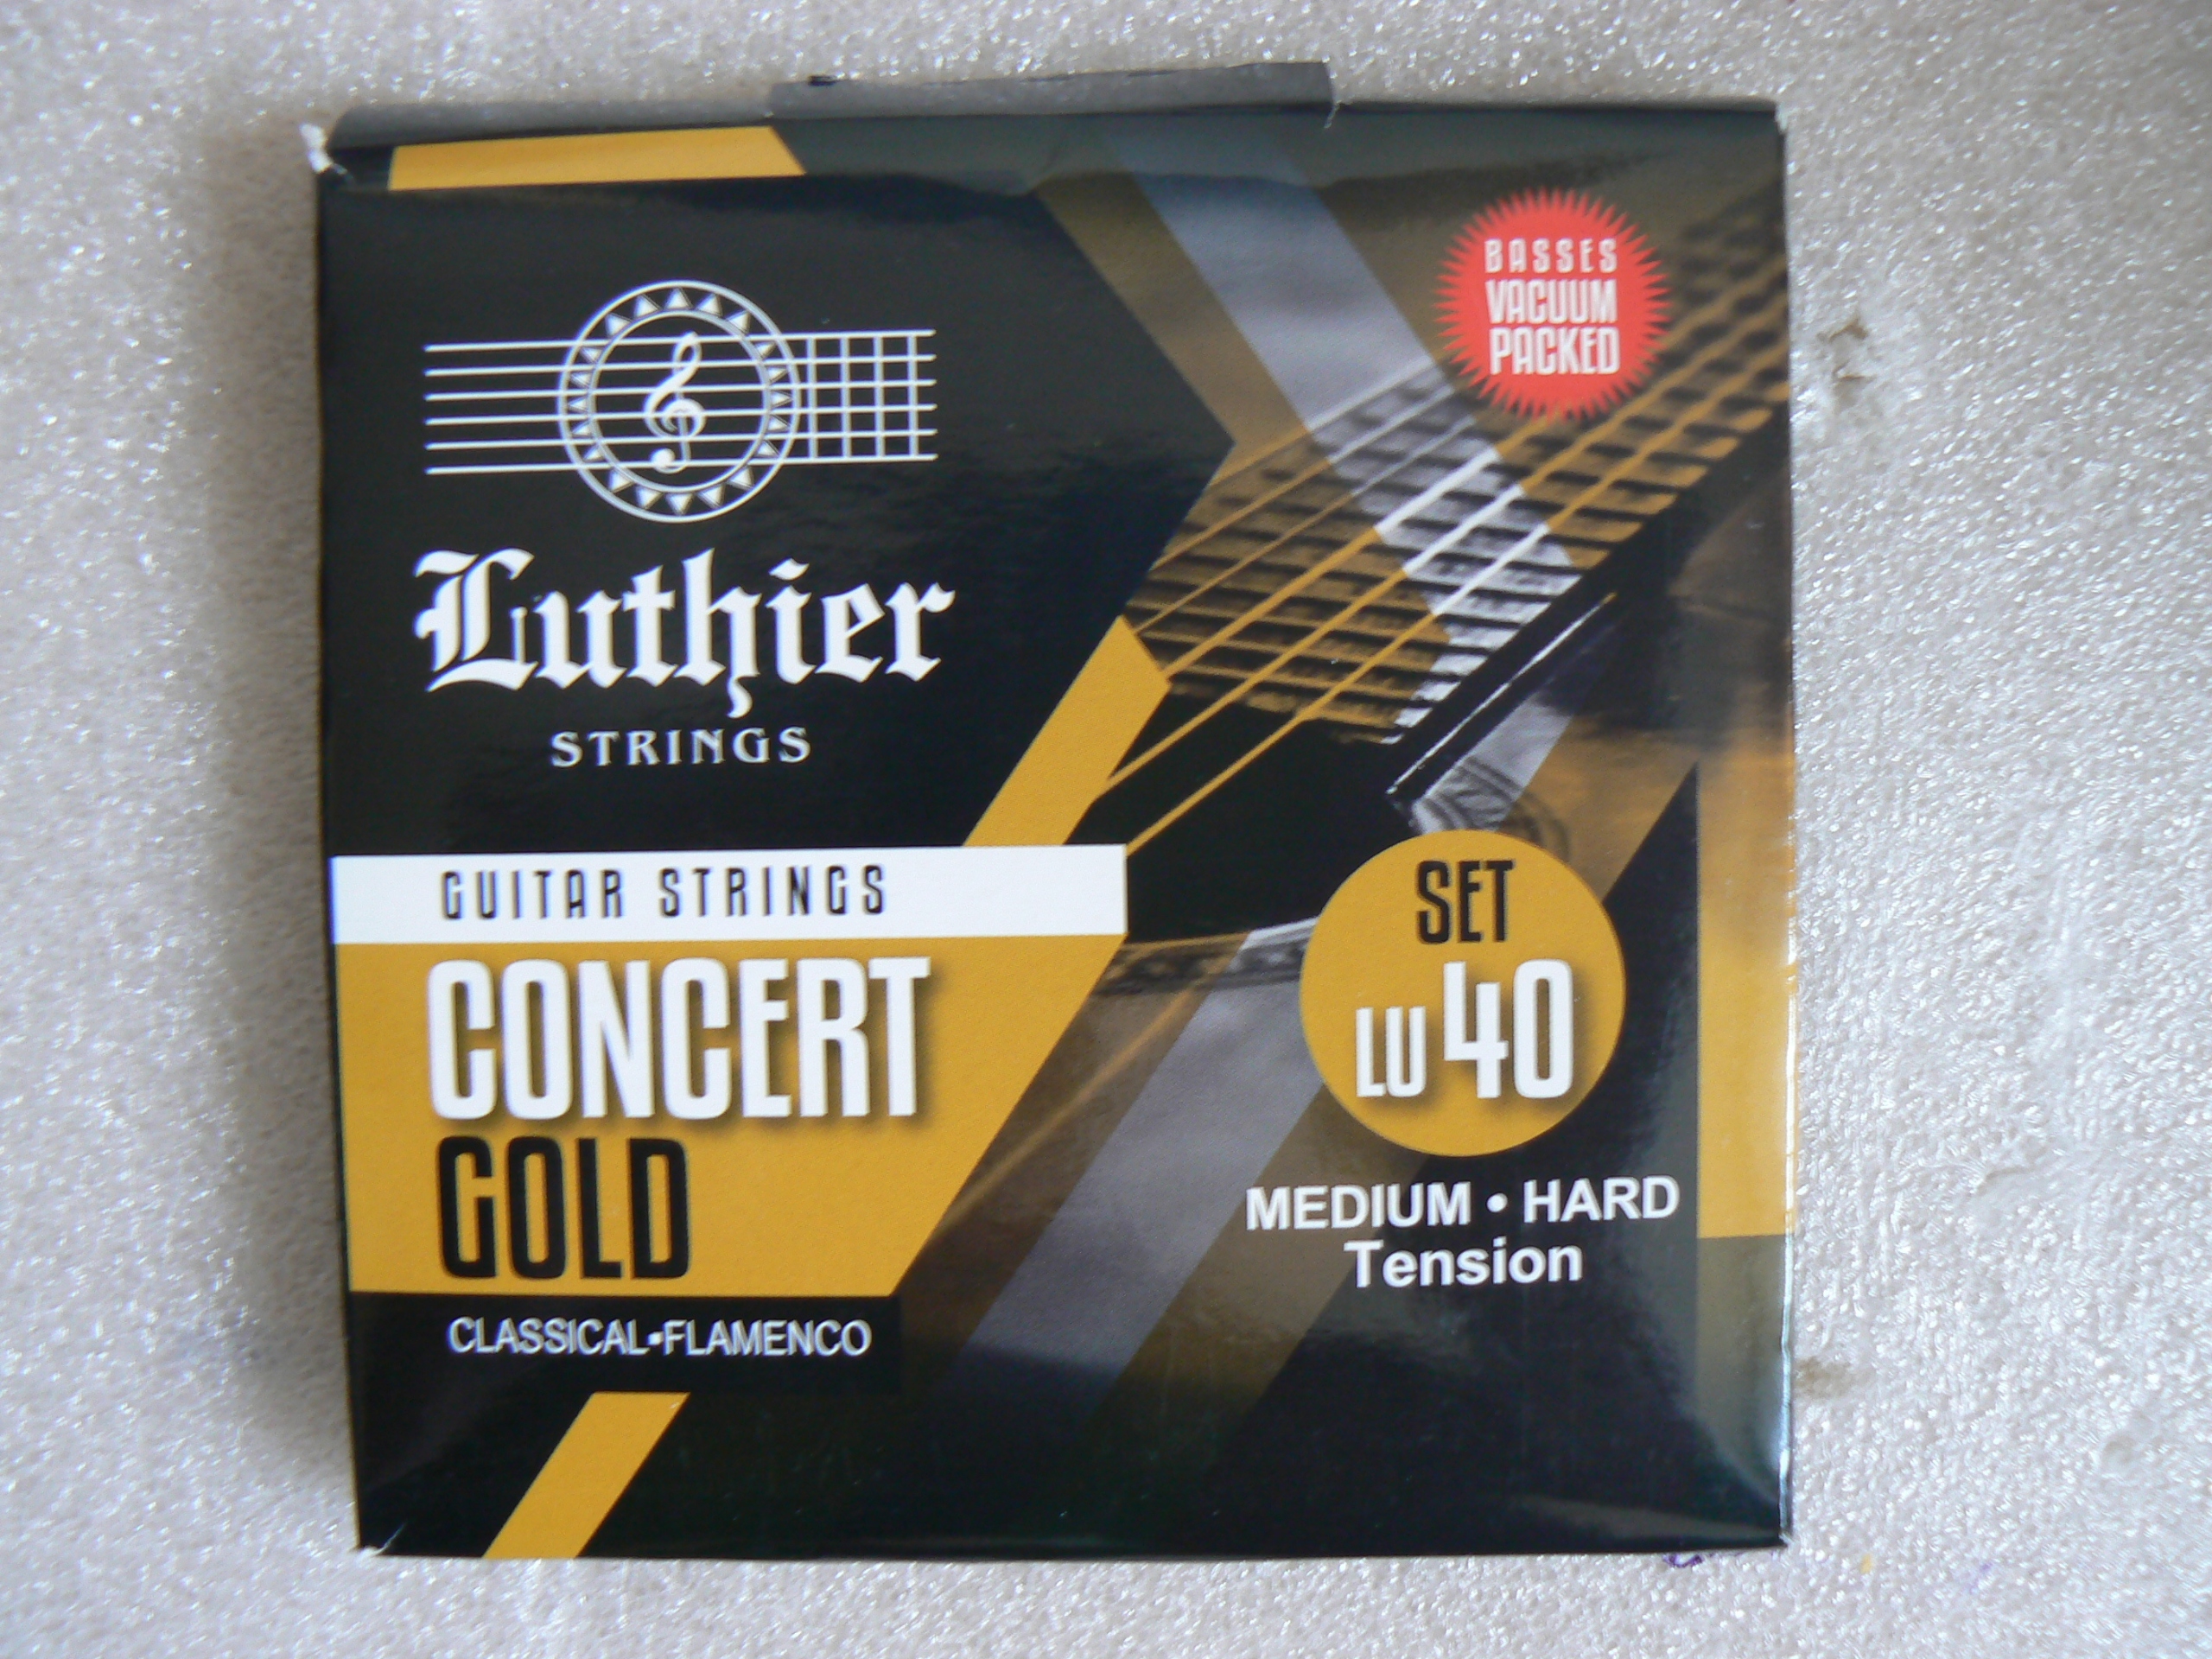 BASSES
VACUUM
PACKED
Luthier
STRINGS
GUITAR STRINGS
CONCERT
GOLD
CLASSICAL•FLAMENCO
SET
LU 40
MEDIUM • HARD
Tension